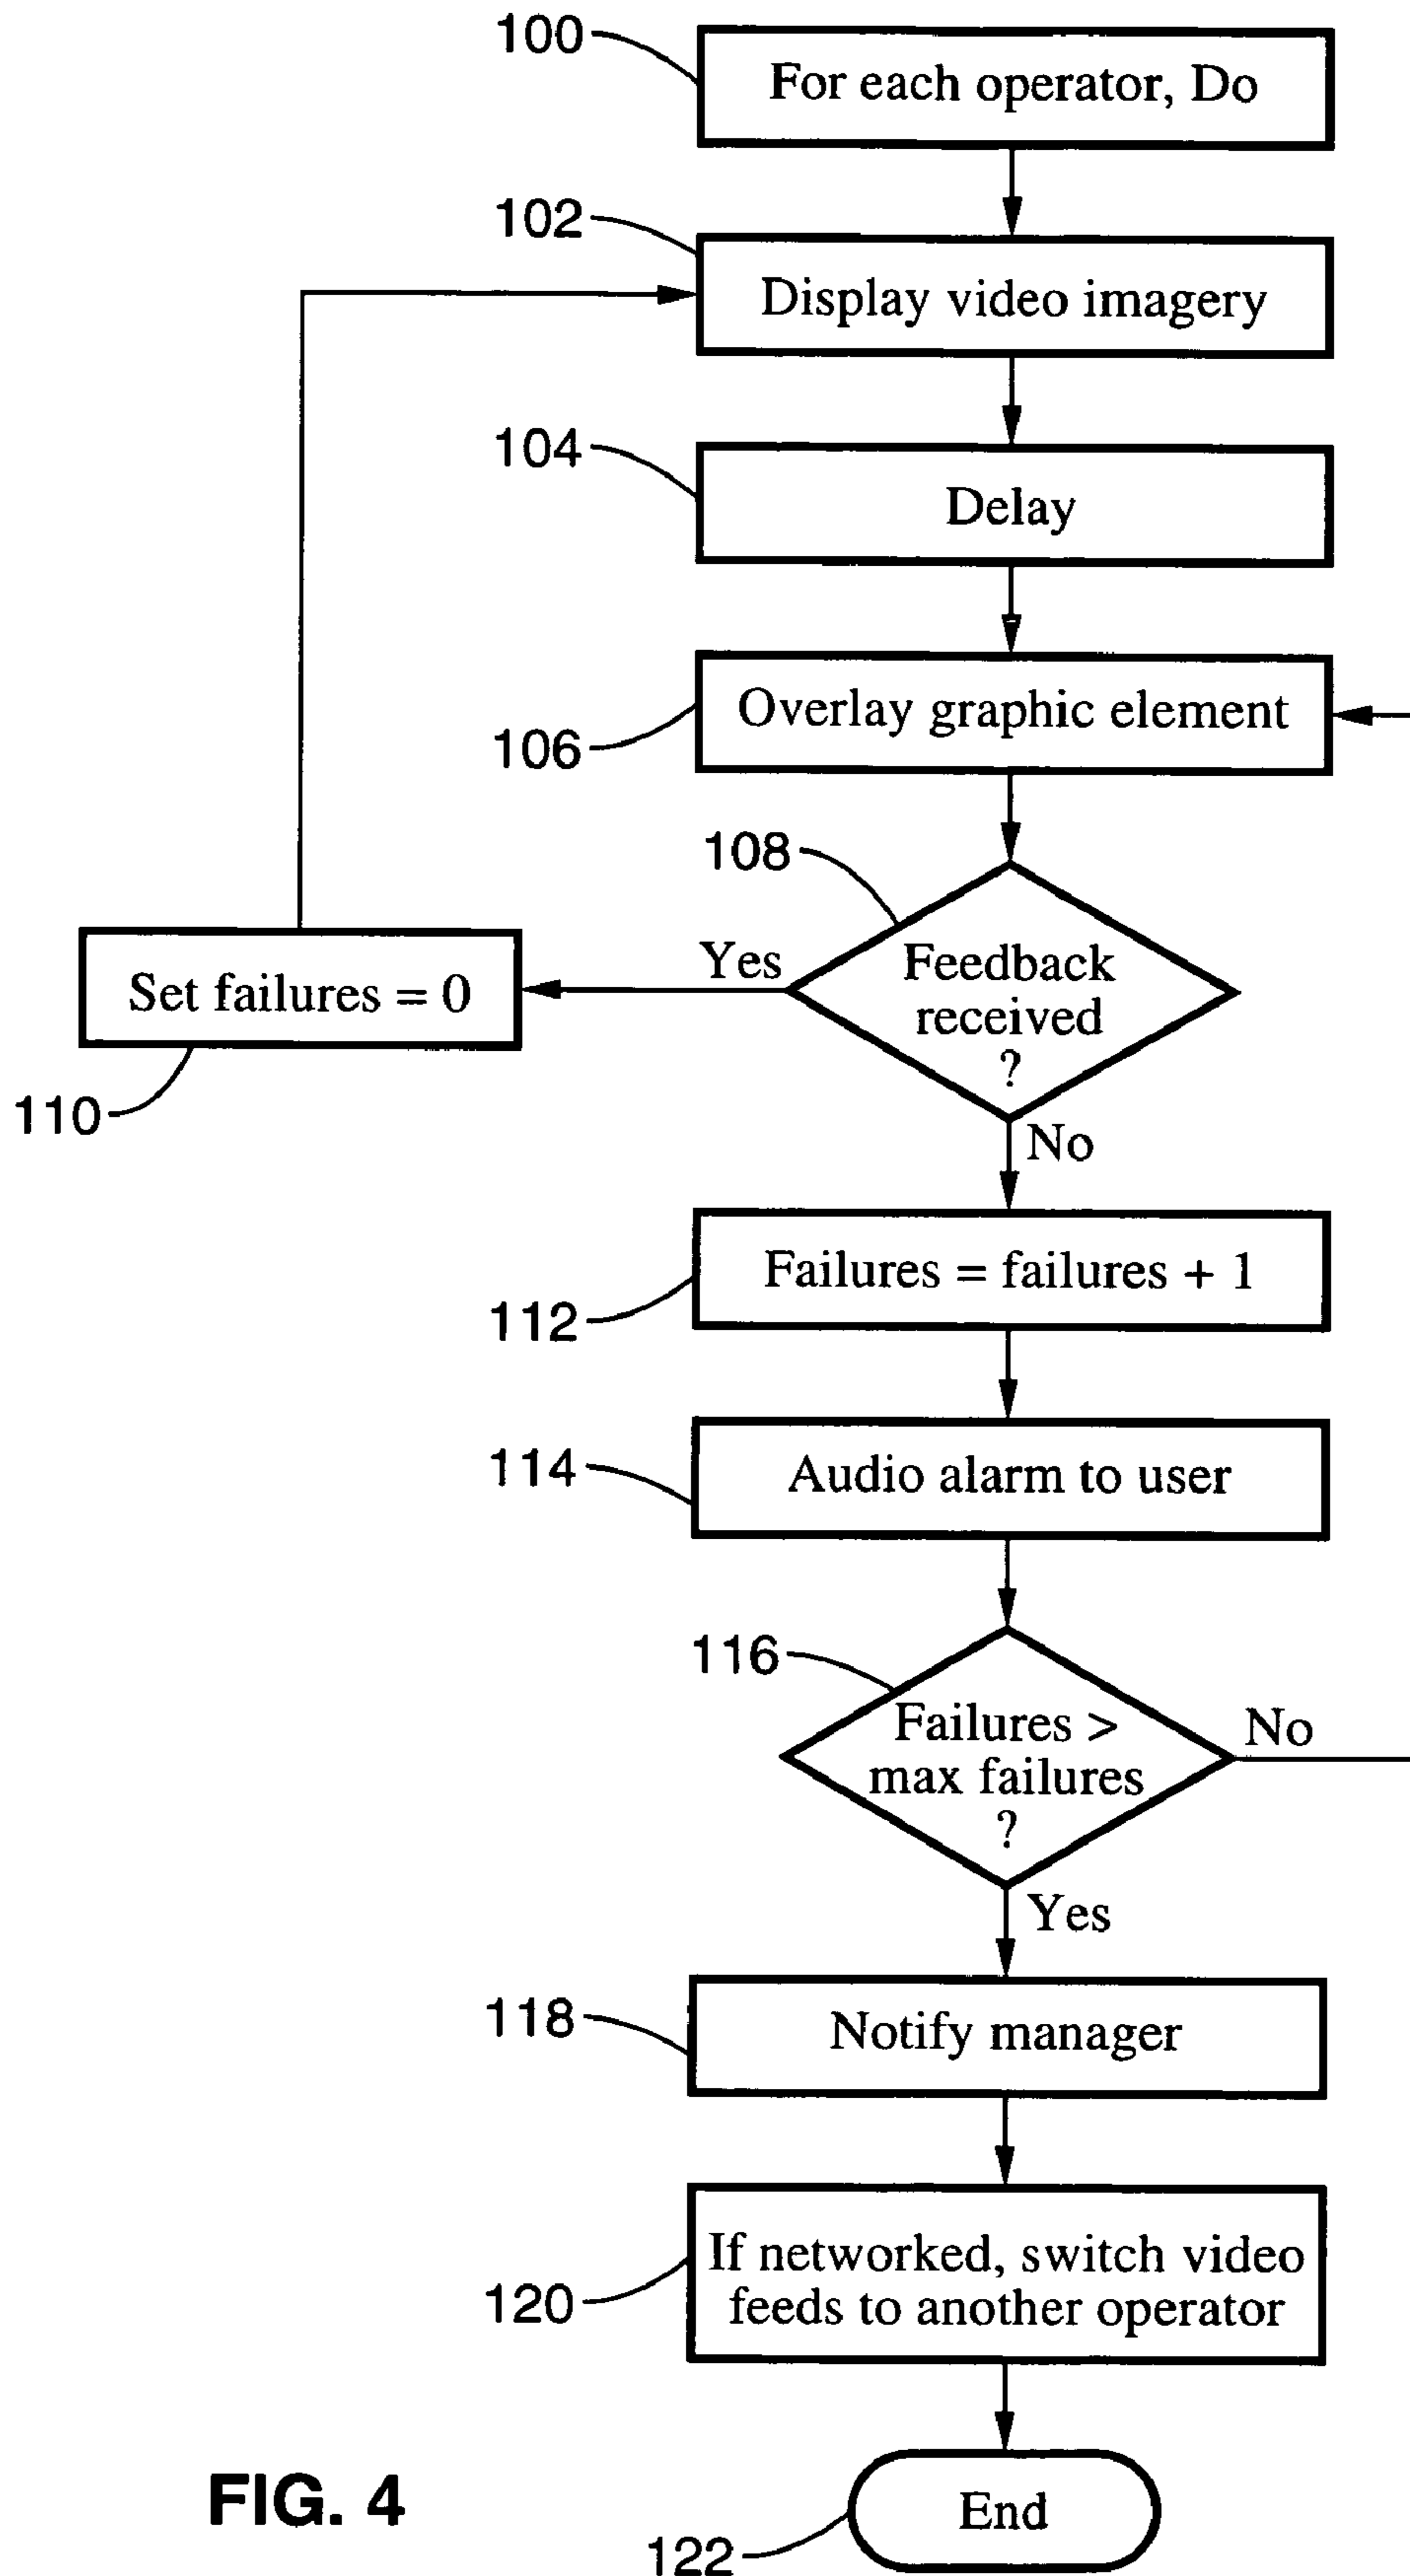 100
For each operator, Do
102
Display video imagery
104
Delay
Overlay graphic element
106
108
Feedback
received
?
Yes
Set failures = 0
110
No
Failures = failures + 1
112
114
Audio alarm to user
116
Failures >
max failures
?
No
Yes
118
Notify manager
If networked, switch video
feeds to another operator
120
End
122
FIG. 4